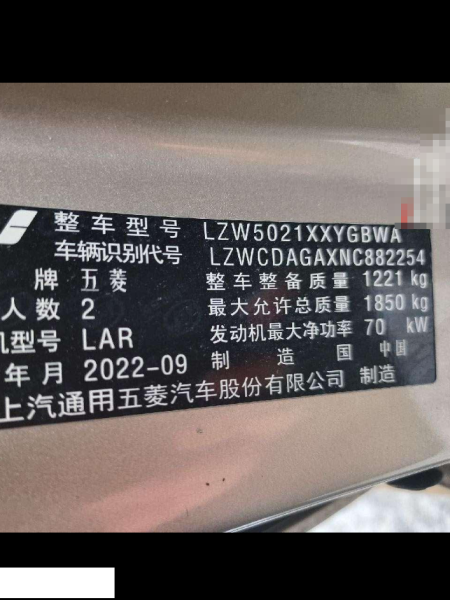 整车型号 LZW5021XXYGBWA
车辆识别代号 LZWCDAGAXNC882254
牌 五菱 整车整备质量 1221 kg
人数 2 最大允许总质量 1850 kg
机型号 LAR 发动机最大净功率 70 kW
年月 2022-09 制造国 中国
上汽通用五菱汽车股份有限公司 制造